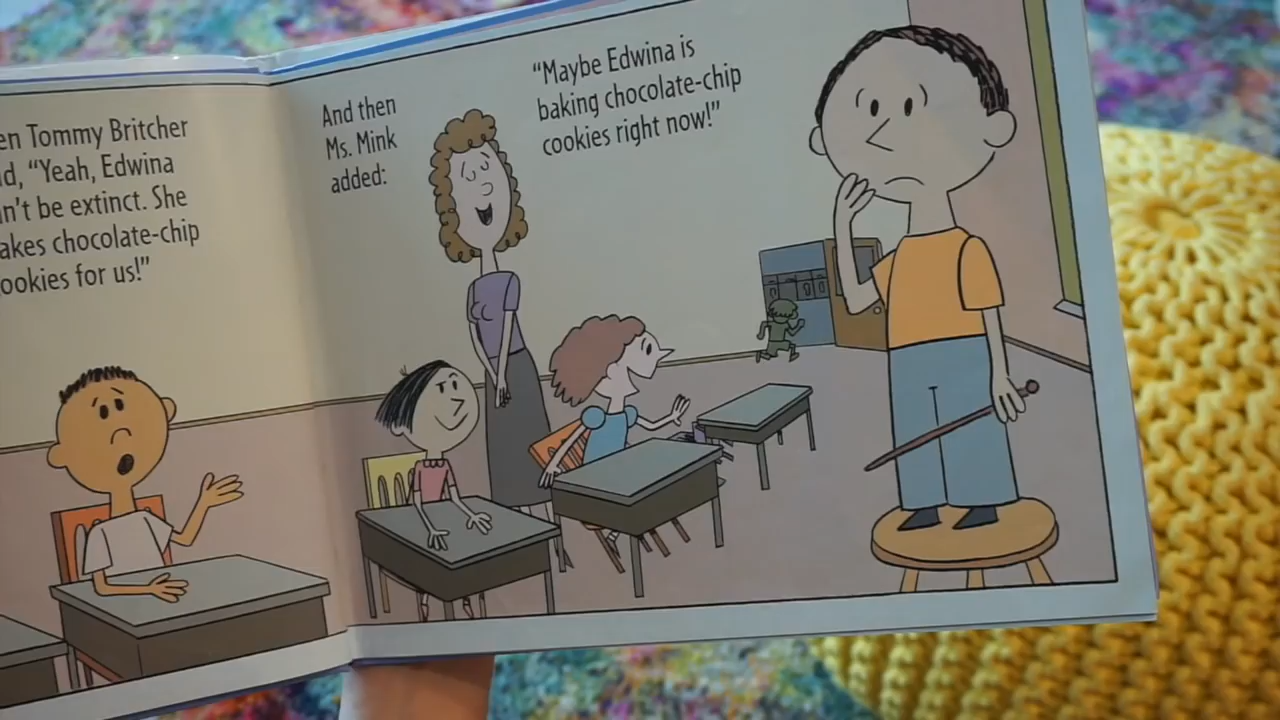 en Tommy Britcher
d, “Yeah, Edwina
n’t be extinct. She
akes chocolate-chip
ookies for us!”
And then
Ms. Mink
added:
“Maybe Edwina is
baking chocolate-chip
cookies right now!”